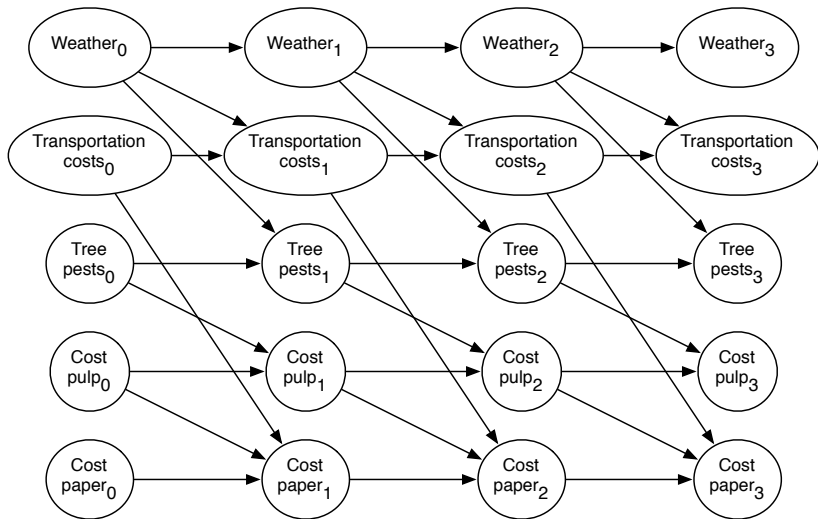 Weather0
Weather1
Weather2
Weather3
Transportation
costs0
Transportation
costs1
Transportation
costs2
Transportation
costs3
Tree
pests0
Tree
pests1
Tree
pests2
Tree
pests3
Cost
pulp0
Cost
pulp1
Cost
pulp2
Cost
pulp3
Cost
paper0
Cost
paper1
Cost
paper2
Cost
paper3